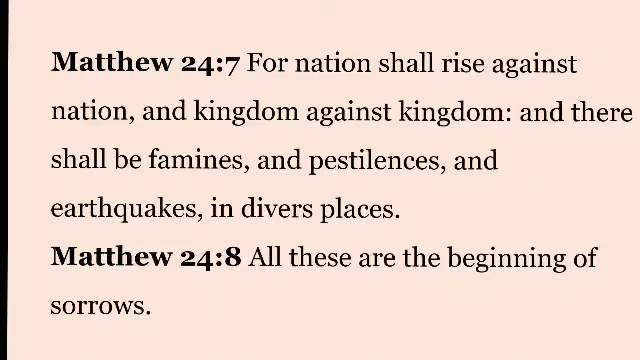 Matthew 24:7 For nation shall rise against
nation, and kingdom against kingdom: and there
shall be famines, and pestilences, and
earthquakes, in divers places.
Matthew 24:8 All these are the beginning of
sorrows.